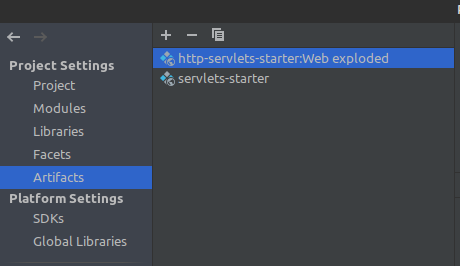 Project Settings
Project
Modules
Libraries
Facets
Artifacts
Platform Settings
SDKs
Global Libraries
http-servlets-starter:Web exploded
servlets-starter